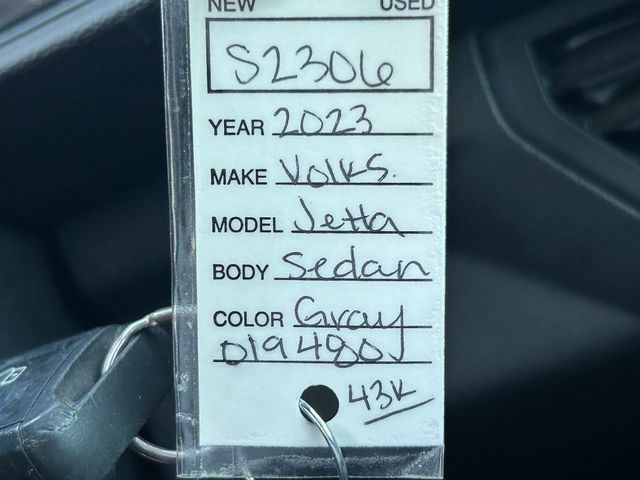 NEW USED
S2306
YEAR 2023
MAKE Volks.
MODEL Jetta
BODY Sedan
COLOR Gray
019480
43K